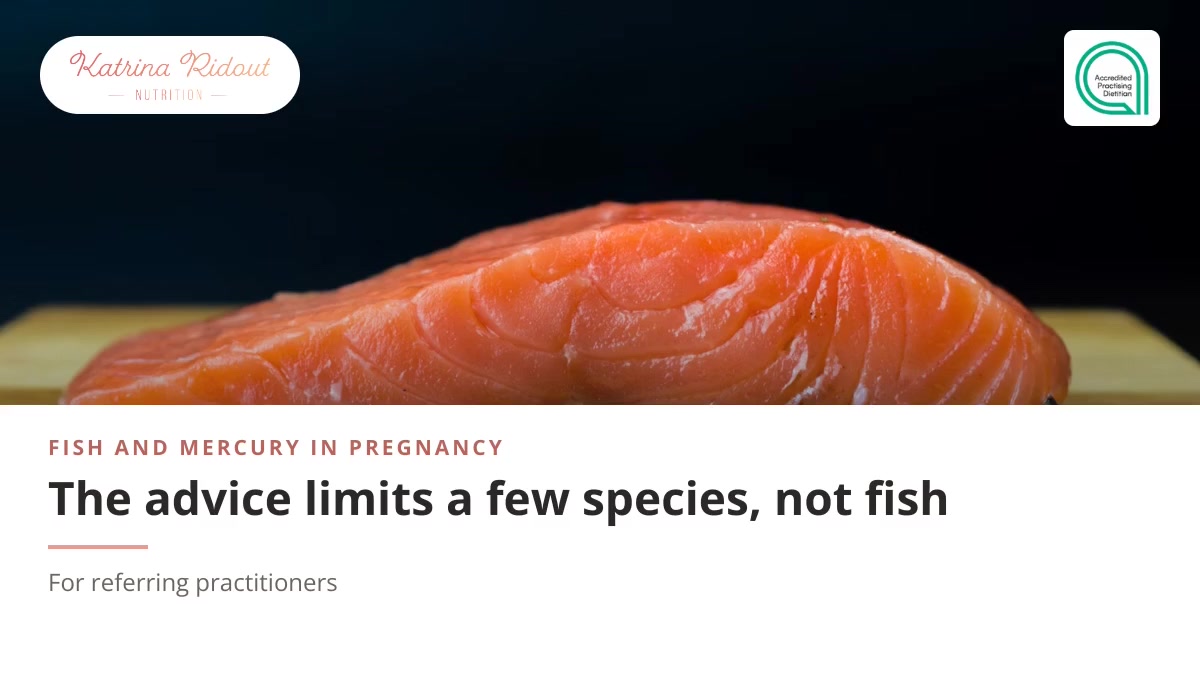 Katrina Ridout
NUTRITION
Accredited
Practising
Dietitian
FISH AND MERCURY IN PREGNANCY
The advice limits a few species, not fish
For referring practitioners